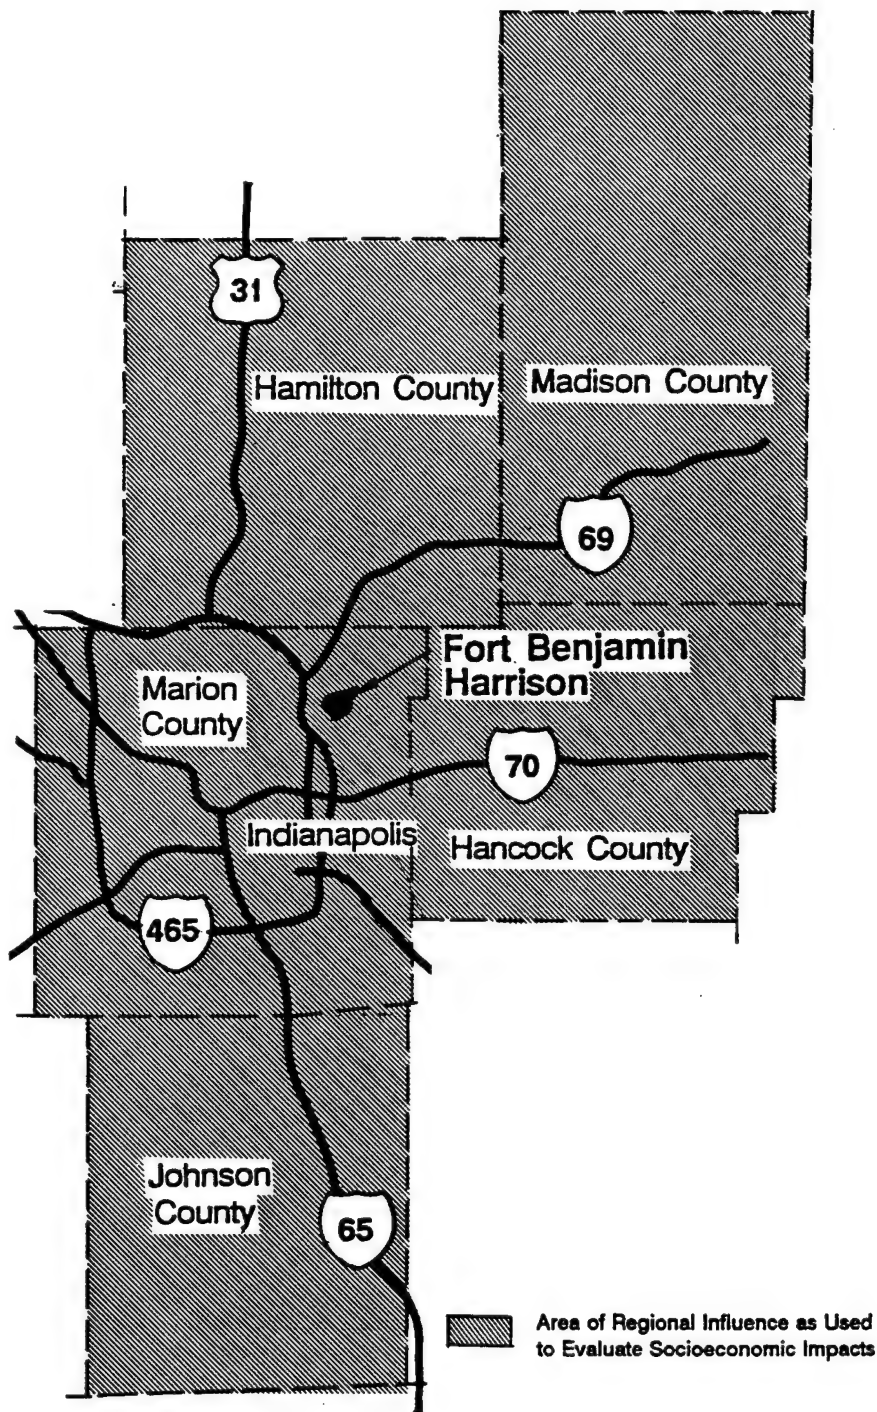 31
Hamilton County
Madison County
69
Fort Benjamin
Harrison
Marion
County
70
Indianapolis
Hancock County
465
Johnson
County
65
Area of Regional Influence as Used
to Evaluate Socioeconomic Impacts